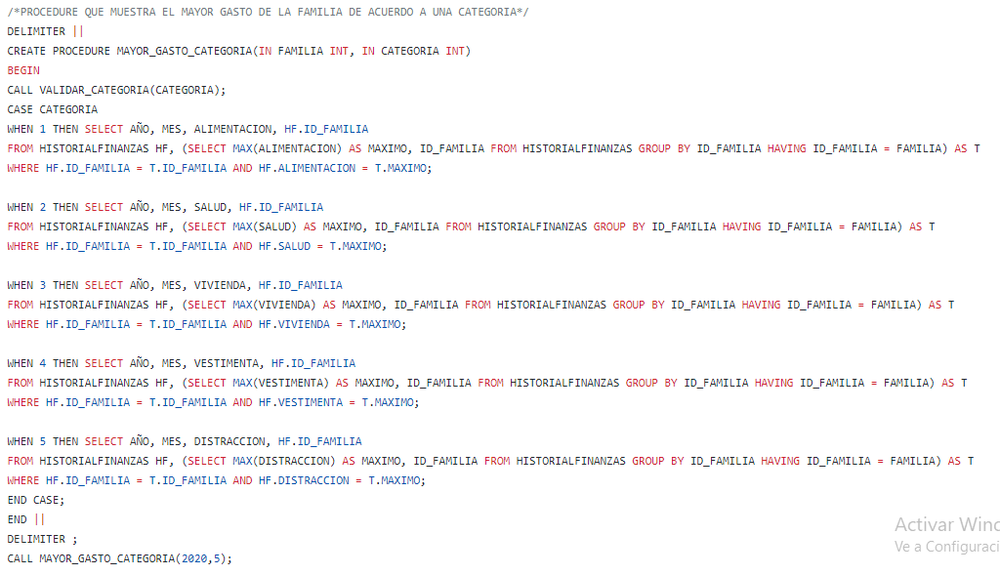 /*PROCEDURE QUE MUESTRA EL MAYOR GASTO DE LA FAMILIA DE ACUERDO A UNA CATEGORIA*/
DELIMITER ||
CREATE PROCEDURE MAYOR_GASTO_CATEGORIA(IN FAMILIA INT, IN CATEGORIA INT)
BEGIN
CALL VALIDAR_CATEGORIA(CATEGORIA);
CASE CATEGORIA
WHEN 1 THEN SELECT AÑO, MES, ALIMENTACION, HF.ID_FAMILIA
FROM HISTORIALFINANZAS HF, (SELECT MAX(ALIMENTACION) AS MAXIMO, ID_FAMILIA FROM HISTORIALFINANZAS GROUP BY ID_FAMILIA HAVING ID_FAMILIA = FAMILIA) AS T
WHERE HF.ID_FAMILIA = T.ID_FAMILIA AND HF.ALIMENTACION = T.MAXIMO;

WHEN 2 THEN SELECT AÑO, MES, SALUD, HF.ID_FAMILIA
FROM HISTORIALFINANZAS HF, (SELECT MAX(SALUD) AS MAXIMO, ID_FAMILIA FROM HISTORIALFINANZAS GROUP BY ID_FAMILIA HAVING ID_FAMILIA = FAMILIA) AS T
WHERE HF.ID_FAMILIA = T.ID_FAMILIA AND HF.SALUD = T.MAXIMO;

WHEN 3 THEN SELECT AÑO, MES, VIVIENDA, HF.ID_FAMILIA
FROM HISTORIALFINANZAS HF, (SELECT MAX(VIVIENDA) AS MAXIMO, ID_FAMILIA FROM HISTORIALFINANZAS GROUP BY ID_FAMILIA HAVING ID_FAMILIA = FAMILIA) AS T
WHERE HF.ID_FAMILIA = T.ID_FAMILIA AND HF.VIVIENDA = T.MAXIMO;

WHEN 4 THEN SELECT AÑO, MES, VESTIMENTA, HF.ID_FAMILIA
FROM HISTORIALFINANZAS HF, (SELECT MAX(VESTIMENTA) AS MAXIMO, ID_FAMILIA FROM HISTORIALFINANZAS GROUP BY ID_FAMILIA HAVING ID_FAMILIA = FAMILIA) AS T
WHERE HF.ID_FAMILIA = T.ID_FAMILIA AND HF.VESTIMENTA = T.MAXIMO;

WHEN 5 THEN SELECT AÑO, MES, DISTRACCION, HF.ID_FAMILIA
FROM HISTORIALFINANZAS HF, (SELECT MAX(DISTRACCION) AS MAXIMO, ID_FAMILIA FROM HISTORIALFINANZAS GROUP BY ID_FAMILIA HAVING ID_FAMILIA = FAMILIA) AS T
WHERE HF.ID_FAMILIA = T.ID_FAMILIA AND HF.DISTRACCION = T.MAXIMO;
END CASE;
END ||
DELIMITER ;
CALL MAYOR_GASTO_CATEGORIA(2020,5);
Activar Winc
Ve a Configuraci